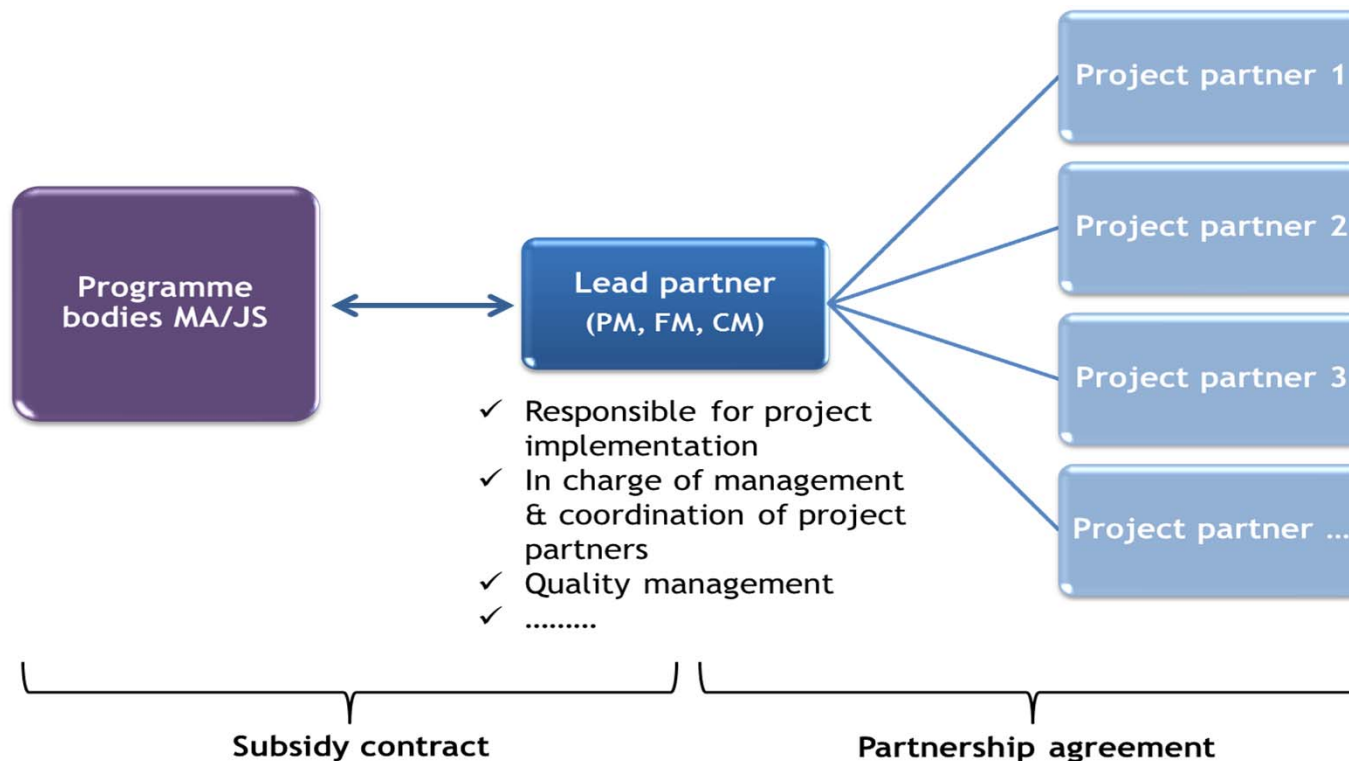 Programme
bodies MA/JS
Lead partner
(PM, FM, CM)
✓ Responsible for project
implementation
✓ In charge of management
& coordination of project
partners
✓ Quality management
✓ .........
Project partner 1
Project partner 2
Project partner 3
Project partner ...
Subsidy contract
Partnership agreement